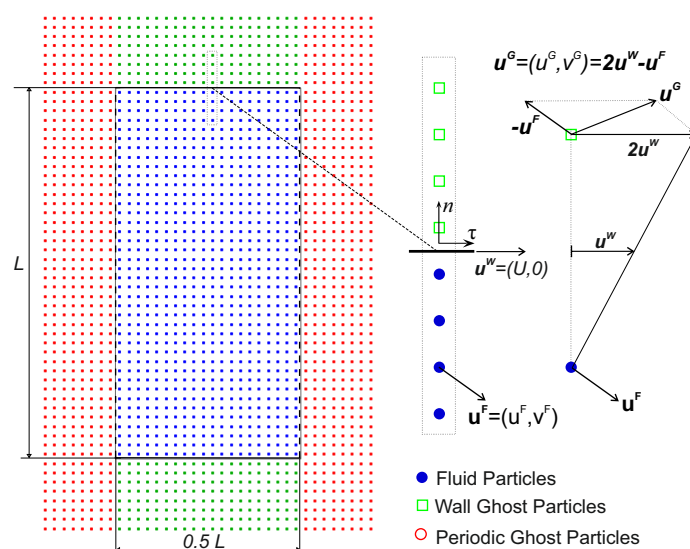 u^G=(u^G,v^G)=2u^W-u^F
u^G
-u^F
2u^W
n
τ
L
u^W
u^W=(U,0)
u^F
u^F=(u^F,v^F)
Fluid Particles
Wall Ghost Particles
Periodic Ghost Particles
0.5 L